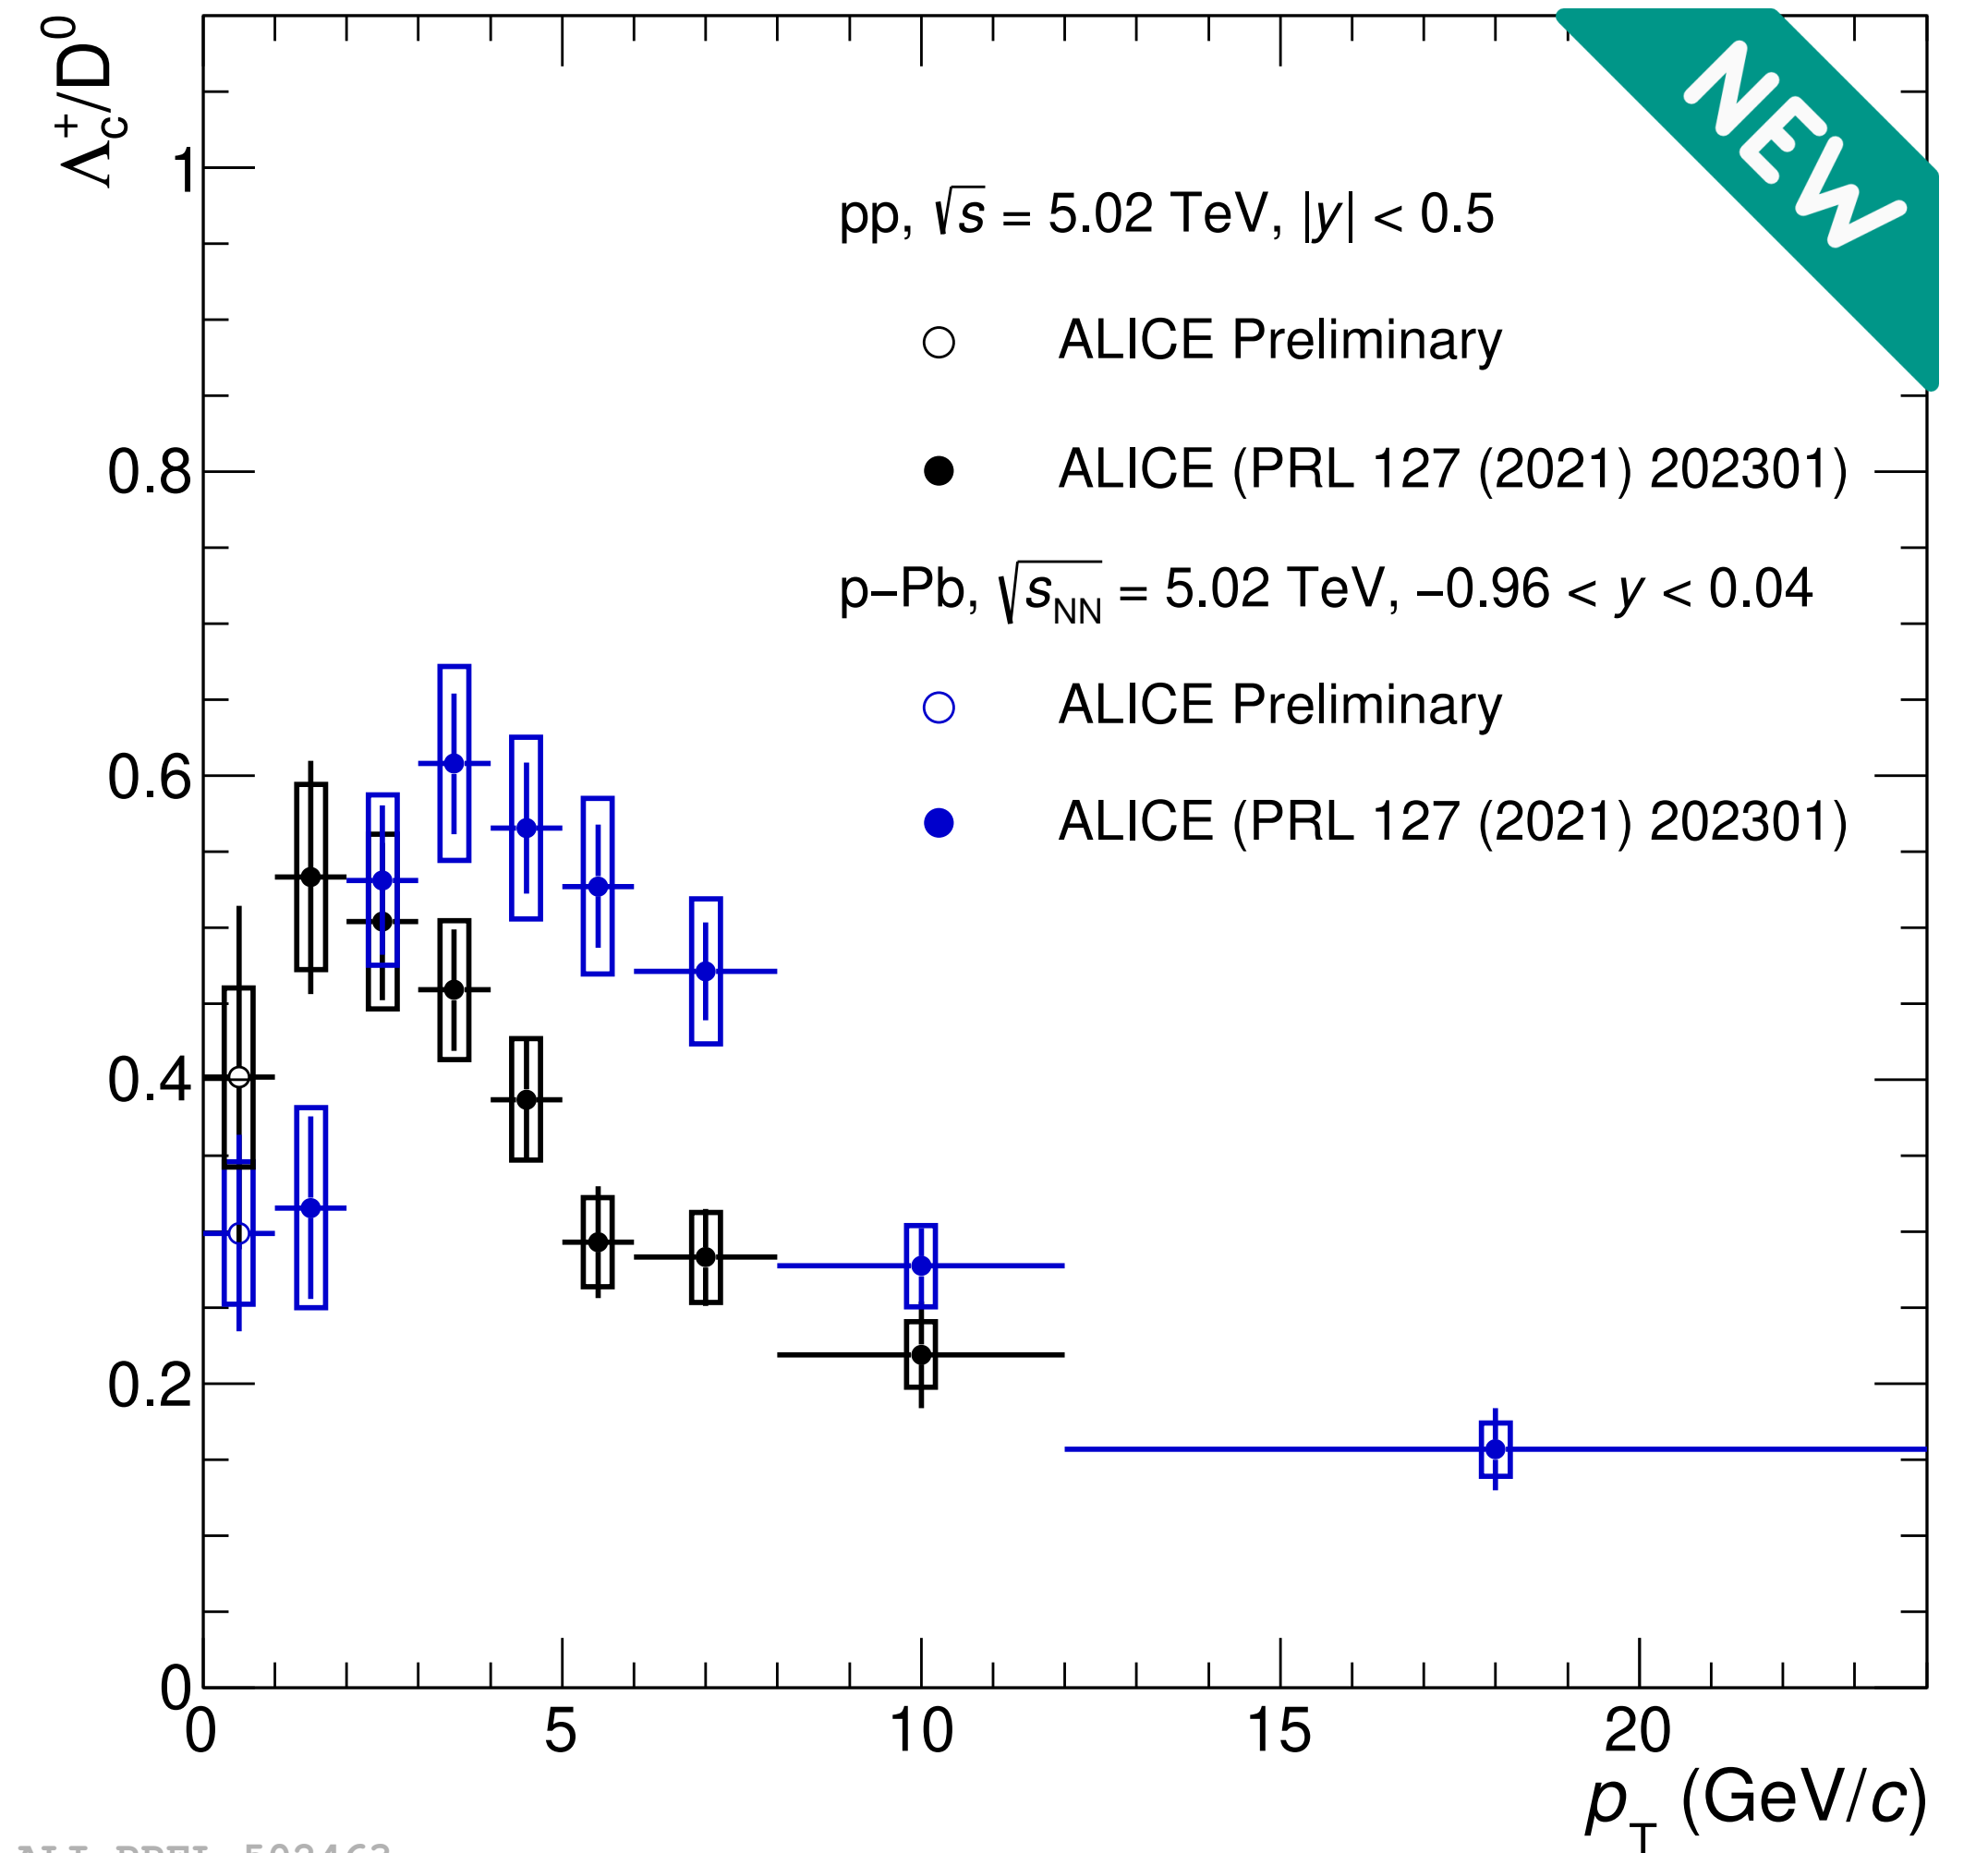 Λc+/D0
NEW
pp, √s = 5.02 TeV, |y| < 0.5
ALICE Preliminary
ALICE (PRL 127 (2021) 202301)
p–Pb, √sNN = 5.02 TeV, –0.96 < y < 0.04
ALICE Preliminary
ALICE (PRL 127 (2021) 202301)
1
0.8
0.6
0.4
0.2
0
0 5 10 15 20
pT (GeV/c)